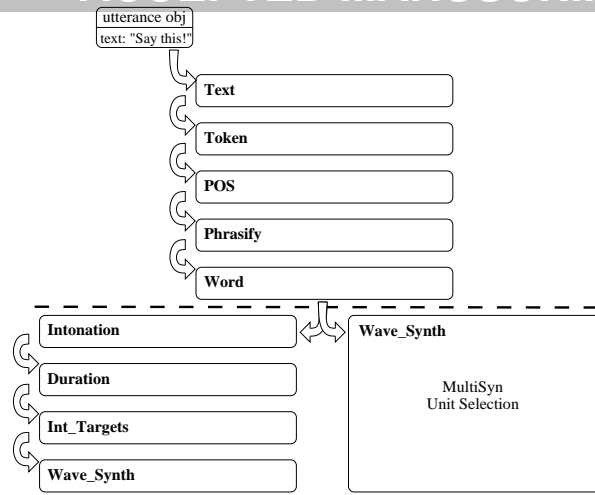 utterance obj
text: "Say this!"
Text
Token
POS
Phrasify
Word
Intonation
Duration
Int_Targets
Wave_Synth
Wave_Synth
MultiSyn
Unit Selection